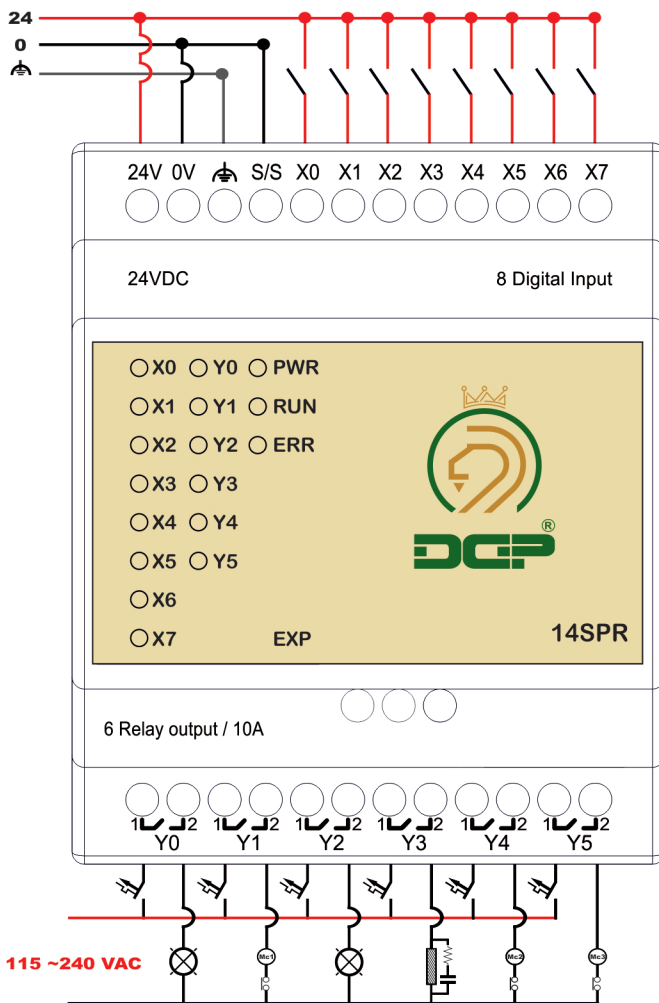 24
0
24V 0V S/S X0 X1 X2 X3 X4 X5 X6 X7
24VDC 8 Digital Input
X0 Y0 PWR
X1 Y1 RUN
X2 Y2 ERR
X3 Y3
X4 Y4
X5 Y5
X6
X7 EXP
DGP ®
14SPR
6 Relay output / 10A
1 2 1 2 1 2 1 2 1 2 1 2
Y0 Y1 Y2 Y3 Y4 Y5
115 ~240 VAC
Mc1 Mc2 Mc3